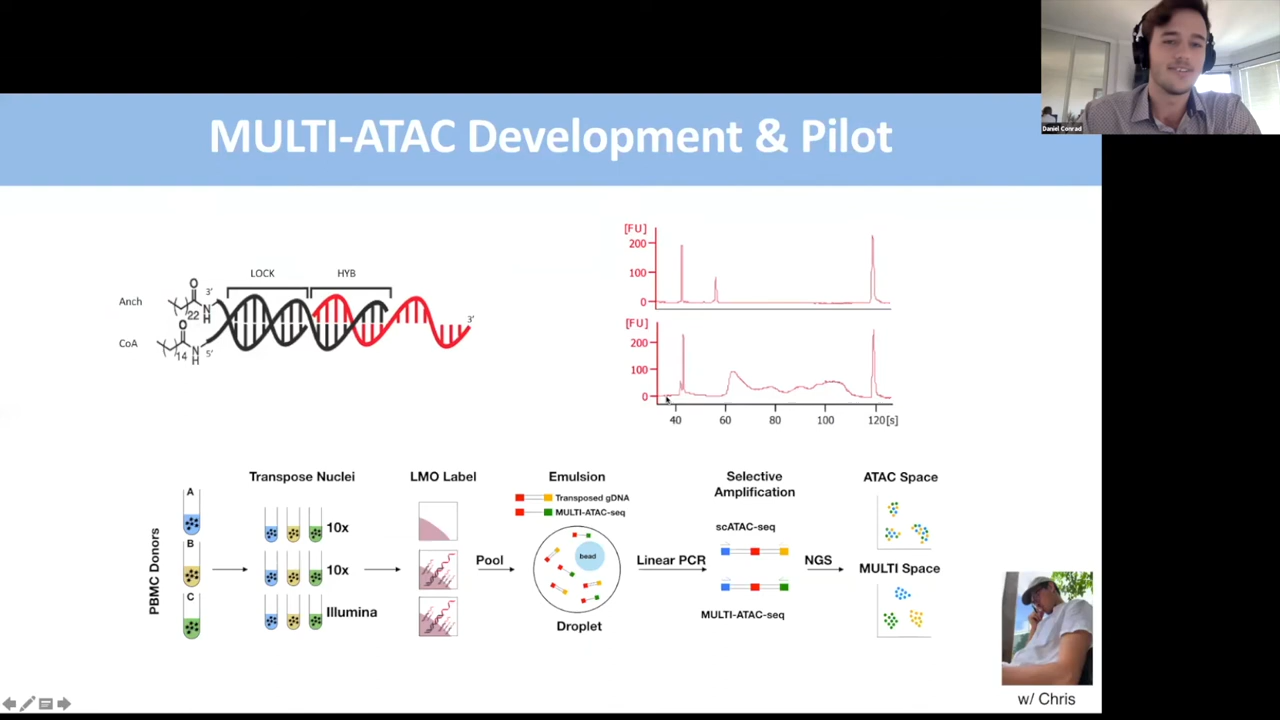 Daniel Conrad
MULTI-ATAC Development & Pilot
LOCK HYB
Anch
O
3'
N
H
22
CoA
O
14
N
H
5'
3'
[FU]
200
100
0
[FU]
200
100
0
40 60 80 100 120[s]
PBMC Donors
A
B
C
Transpose Nuclei
10x
10x
Illumina
LMO Label
Pool
Emulsion
Transposed gDNA
MULTI-ATAC-seq
bead
Droplet
Linear PCR
Selective
Amplification
scATAC-seq
MULTI-ATAC-seq
NGS
ATAC Space
MULTI Space
w/ Chris